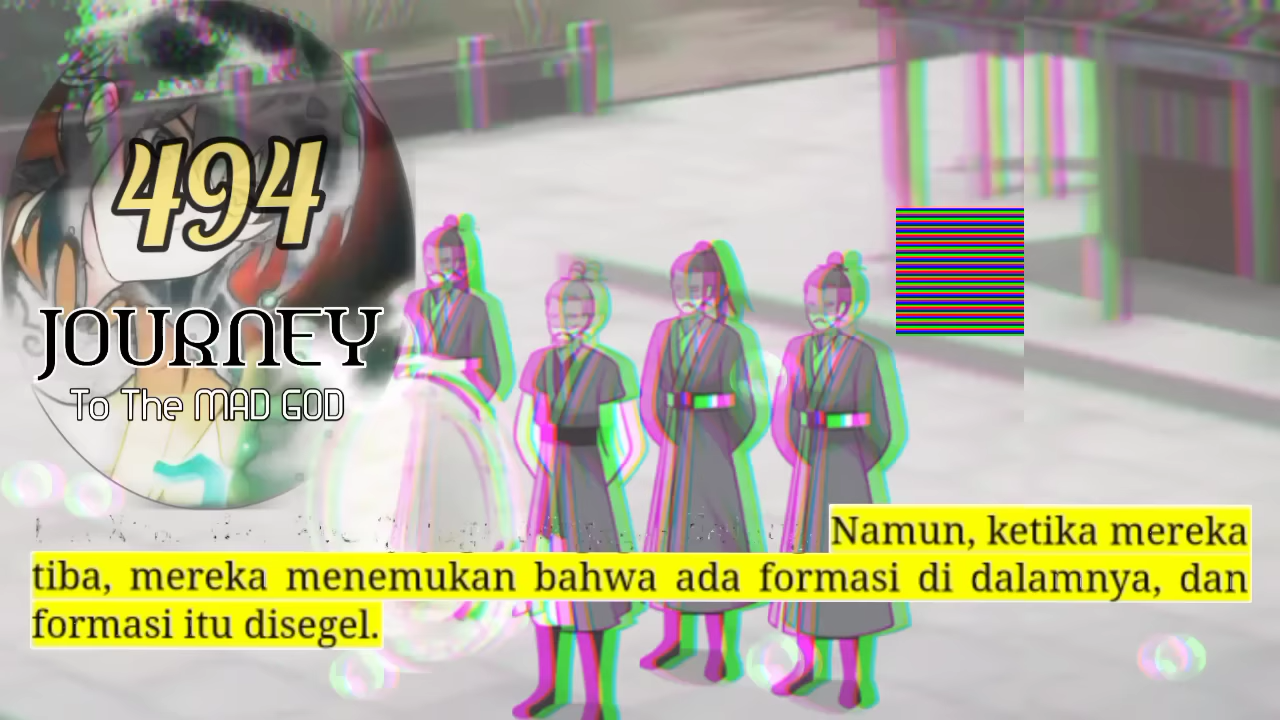 494
JOURNEY
To The MAD GOD
Namun, ketika mereka
tiba, mereka menemukan bahwa ada formasi di dalamnya, dan
formasi itu disegel.